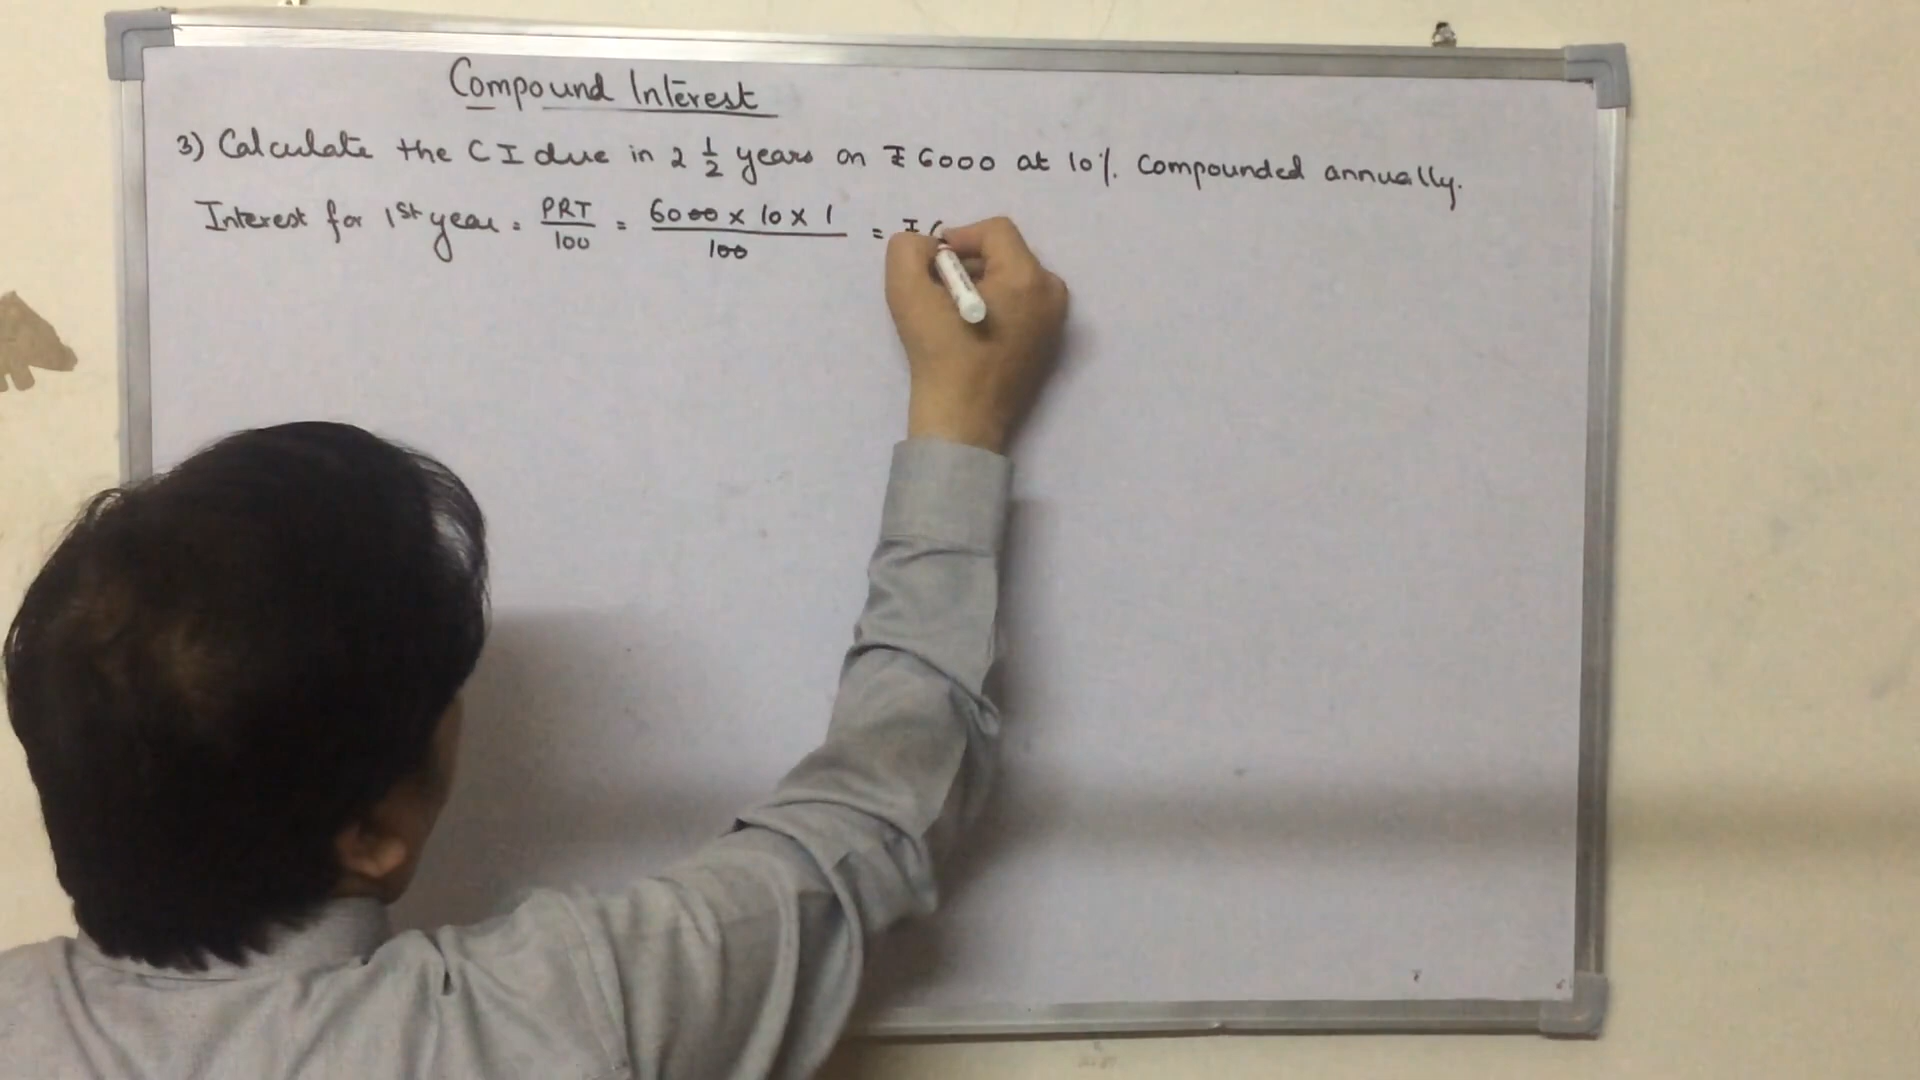 Compound Interest
3) Calculate the CI due in 2 1/2 years on ₹6000 at 10% Compounded annually.
Interest for 1st year = PRT/100 = 6000 × 10 × 1/100 = ₹